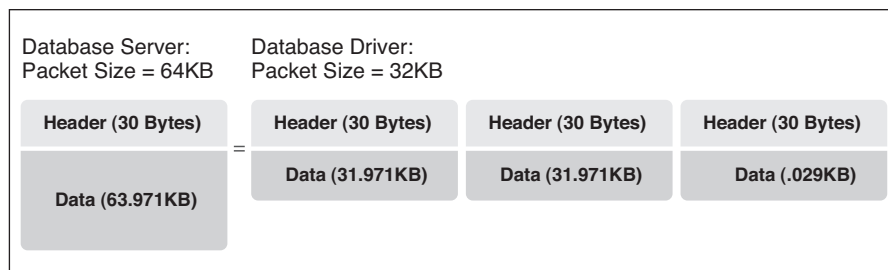 Database Server:
Packet Size = 64KB
Database Driver:
Packet Size = 32KB
Header (30 Bytes)
Data (63.971KB)
=
Header (30 Bytes)
Data (31.971KB)
Header (30 Bytes)
Data (31.971KB)
Header (30 Bytes)
Data (.029KB)